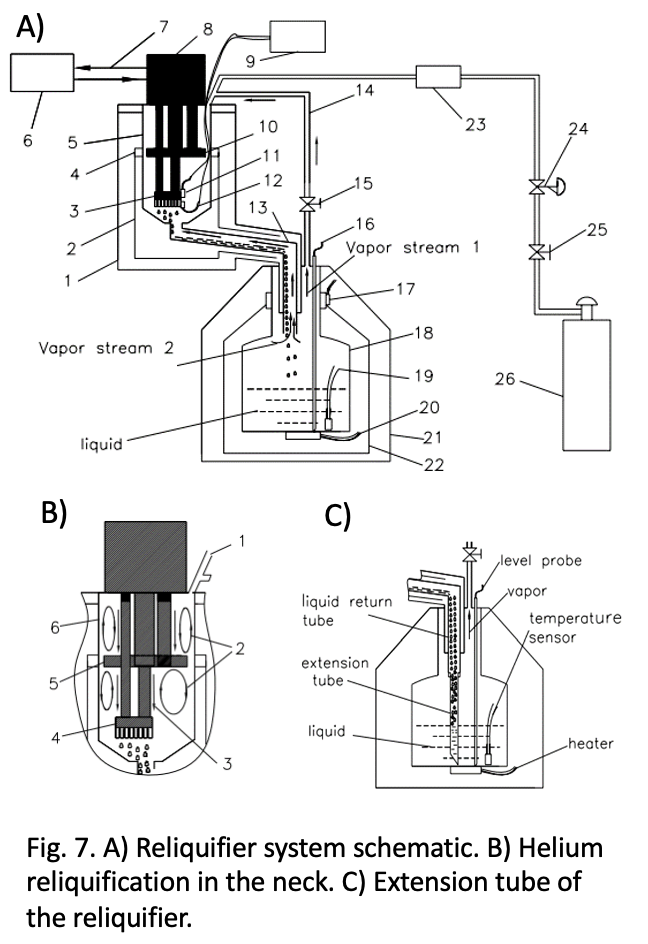 A)
7
8
9
6
14
23
24
5
10
4
11
12
15
3
13
16
25
2
Vapor stream 1
1
17
Vapor stream 2
18
19
26
20
liquid
21
22
B)
C)
1
level probe
vapor
liquid return
tube
temperature
sensor
6
2
5
extension
tube
4
liquid
3
heater
Fig. 7. A) Reliquifier system schematic. B) Helium
reliquification in the neck. C) Extension tube of
the reliquifier.